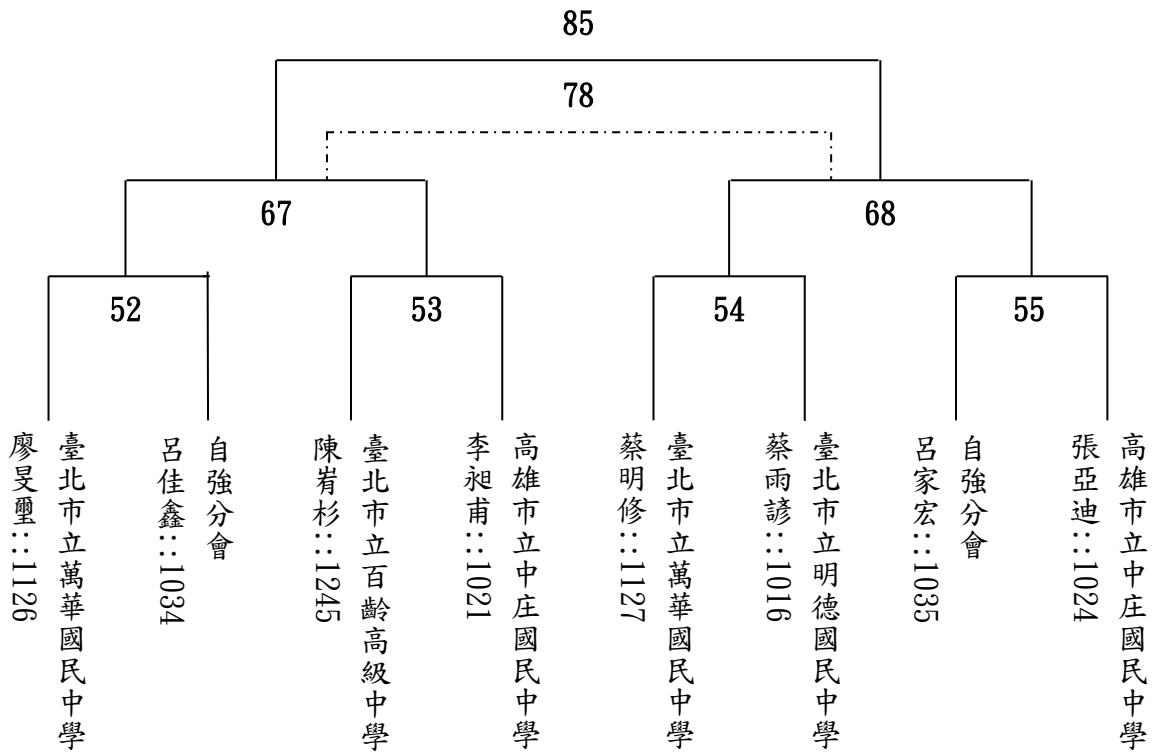 85
78
67
68
52
53
54
55
臺北市立萬華國民中學
廖旻璽::1126
自強分會
呂佳鑫::1034
臺北市立百齡高級中學
陳宥杉::1245
高雄市立中庄國民中學
李昶甫::1021
臺北市立萬華國民中學
蔡明修::1127
臺北市立明德國民中學
蔡雨諺::1016
自強分會
呂家宏::1035
高雄市立中庄國民中學
張亞迪::1024